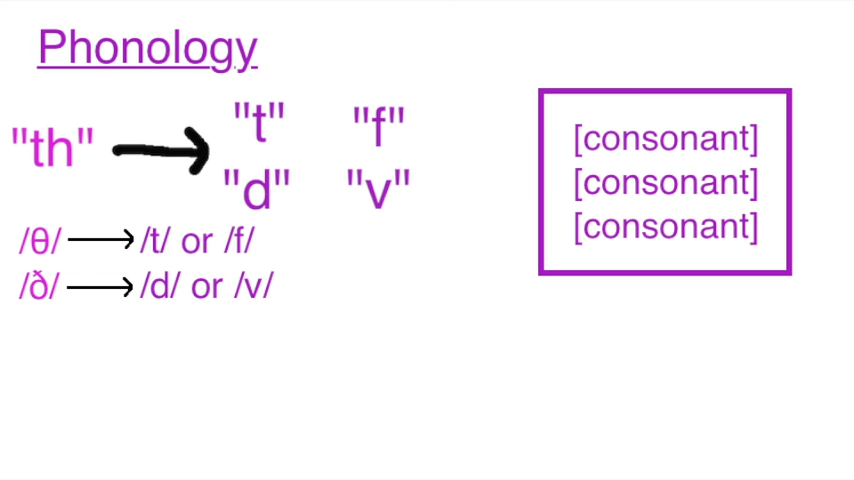 Phonology
"th" "t" "f"
"d" "v"
/θ/ /t/ or /f/
/ð/ /d/ or /v/
[consonant]
[consonant]
[consonant]